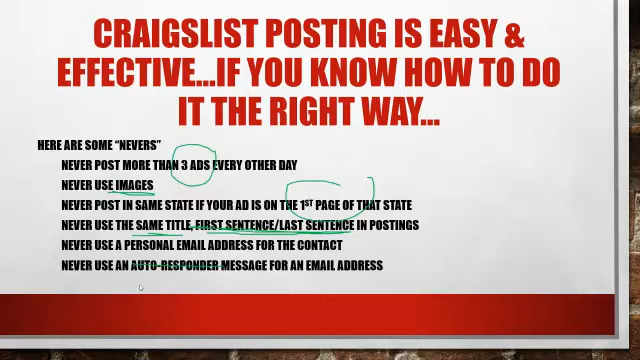 CRAIGSLIST POSTING IS EASY &
EFFECTIVE...IF YOU KNOW HOW TO DO
IT THE RIGHT WAY...
HERE ARE SOME “NEVERS”
NEVER POST MORE THAN 3 ADS EVERY OTHER DAY
NEVER USE IMAGES
NEVER POST IN SAME STATE IF YOUR AD IS ON THE 1ST PAGE OF THAT STATE
NEVER USE THE SAME TITLE, FIRST SENTENCE/LAST SENTENCE IN POSTINGS
NEVER USE A PERSONAL EMAIL ADDRESS FOR THE CONTACT
NEVER USE AN AUTO-RESPONDER MESSAGE FOR AN EMAIL ADDRESS